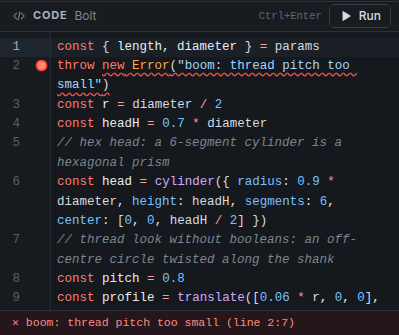 </> CODE Bolt Ctrl+Enter ▶ Run
1 const { length, diameter } = params
2 throw new Error("boom: thread pitch too
small")
3 const r = diameter / 2
4 const headH = 0.7 * diameter
5 // hex head: a 6-segment cylinder is a
hexagonal prism
6 const head = cylinder({ radius: 0.9 *
diameter, height: headH, segments: 6,
center: [0, 0, headH / 2] })
7 // thread look without booleans: an off-
centre circle twisted along the shank
8 const pitch = 0.8
9 const profile = translate([0.06 * r, 0, 0],
✕ boom: thread pitch too small (line 2:7)